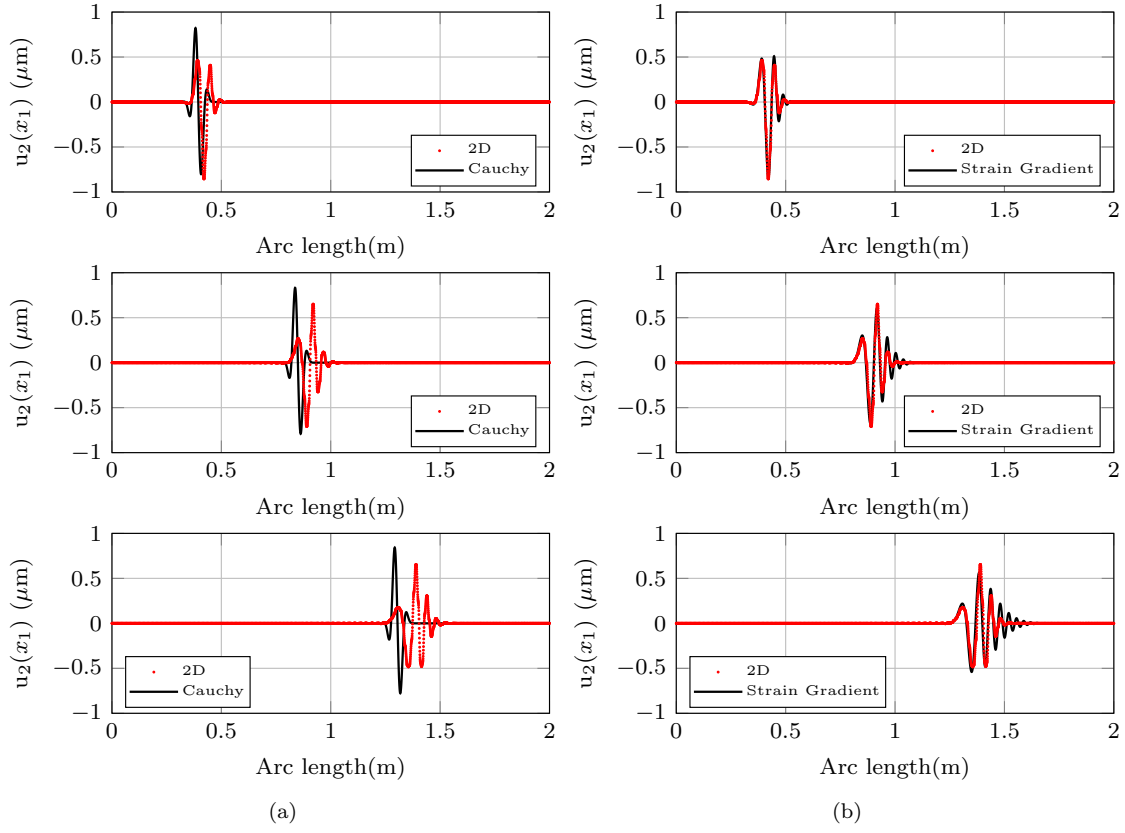 1
0.5
0
−0.5
−1
u₂(x₁) (μm)
2D
Cauchy
0 0.5 1 1.5 2
Arc length(m)
1
0.5
0
−0.5
−1
u₂(x₁) (μm)
2D
Strain Gradient
0 0.5 1 1.5 2
Arc length(m)
1
0.5
0
−0.5
−1
u₂(x₁) (μm)
2D
Cauchy
0 0.5 1 1.5 2
Arc length(m)
1
0.5
0
−0.5
−1
u₂(x₁) (μm)
2D
Strain Gradient
0 0.5 1 1.5 2
Arc length(m)
1
0.5
0
−0.5
−1
u₂(x₁) (μm)
2D
Cauchy
0 0.5 1 1.5 2
Arc length(m)
1
0.5
0
−0.5
−1
u₂(x₁) (μm)
2D
Strain Gradient
0 0.5 1 1.5 2
Arc length(m)
(a)
(b)